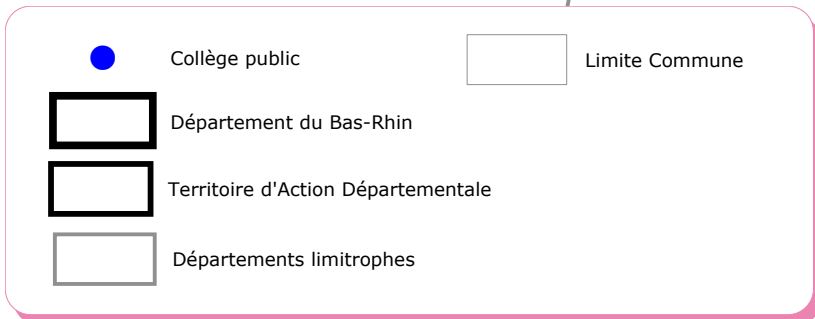 Collège public
Limite Commune
Département du Bas-Rhin
Territoire d'Action Départementale
Départements limitrophes